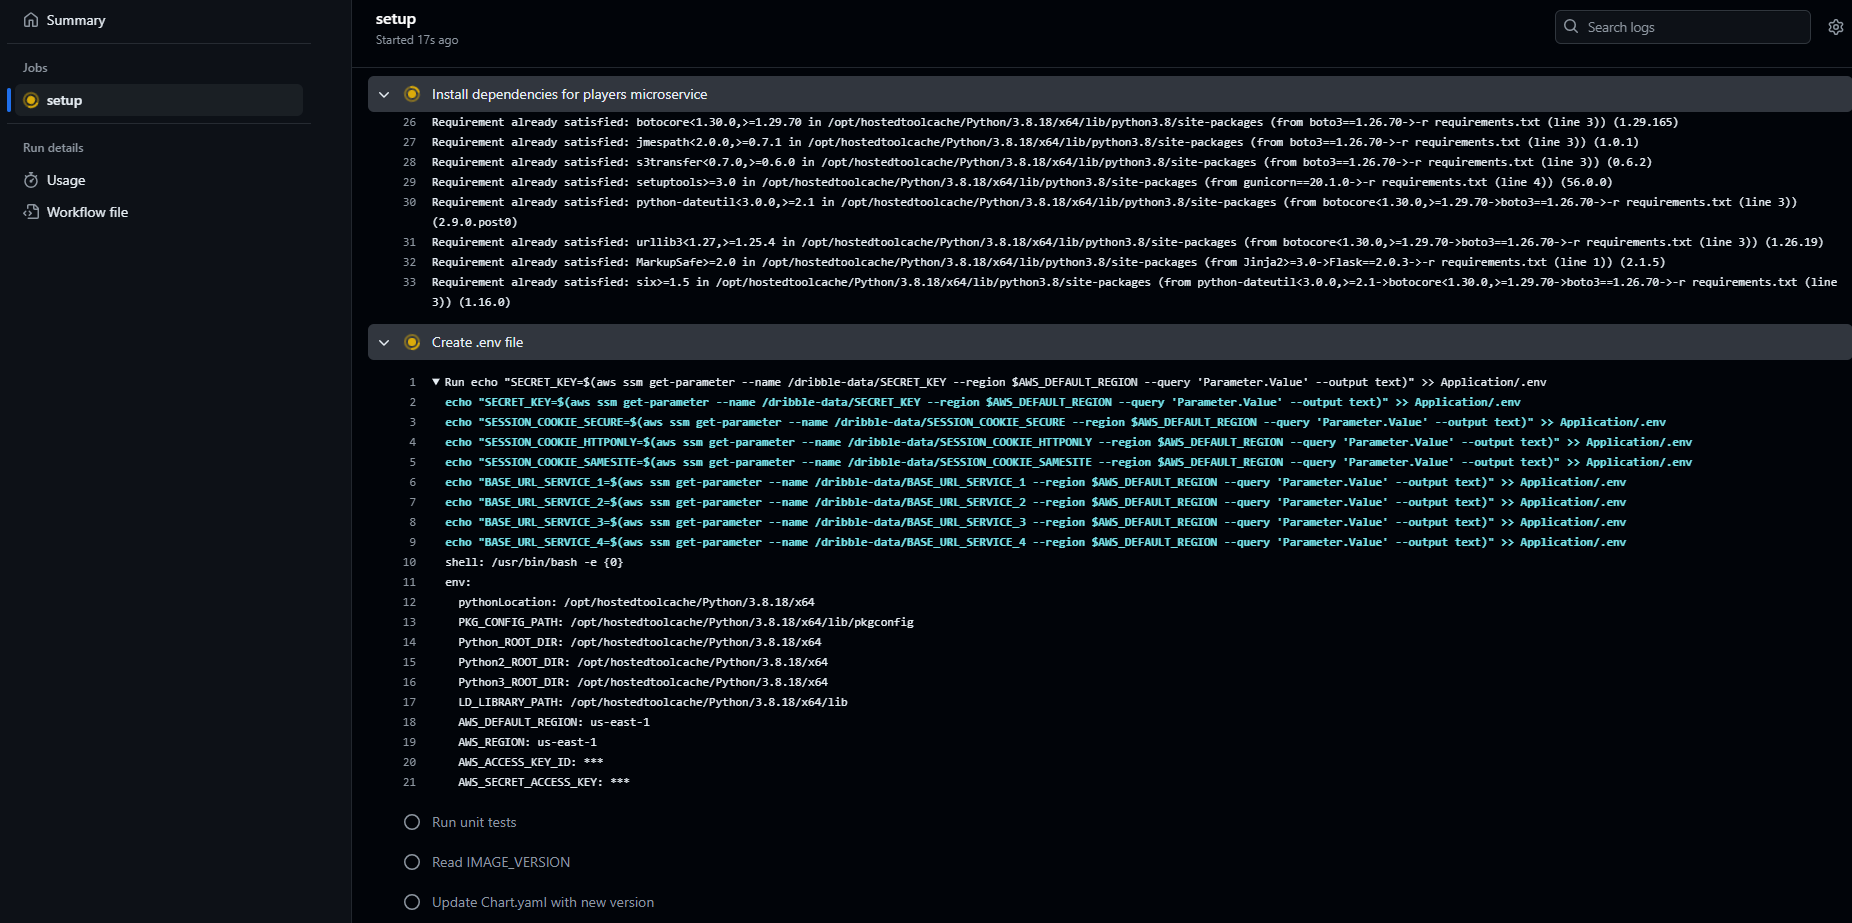 Summary
Jobs
setup
Run details
Usage
Workflow file
setup
Started 17s ago
Search logs
Install dependencies for players microservice
26 Requirement already satisfied: botocore<1.30.0,>=1.29.70 in /opt/hostedtoolcache/Python/3.8.18/x64/lib/python3.8/site-packages (from boto3==1.26.70->-r requirements.txt (line 3)) (1.29.165)
27 Requirement already satisfied: jmespath<2.0.0,>=0.7.1 in /opt/hostedtoolcache/Python/3.8.18/x64/lib/python3.8/site-packages (from boto3==1.26.70->-r requirements.txt (line 3)) (1.0.1)
28 Requirement already satisfied: s3transfer<0.7.0,>=0.6.0 in /opt/hostedtoolcache/Python/3.8.18/x64/lib/python3.8/site-packages (from boto3==1.26.70->-r requirements.txt (line 3)) (0.6.2)
29 Requirement already satisfied: setuptools>=3.0 in /opt/hostedtoolcache/Python/3.8.18/x64/lib/python3.8/site-packages (from gunicorn==20.1.0->-r requirements.txt (line 4)) (56.0.0)
30 Requirement already satisfied: python-dateutil<3.0.0,>=2.1 in /opt/hostedtoolcache/Python/3.8.18/x64/lib/python3.8/site-packages (from botocore<1.30.0,>=1.29.70->boto3==1.26.70->-r requirements.txt (line 3))
(2.9.0.post0)
31 Requirement already satisfied: urllib3<1.27,>=1.25.4 in /opt/hostedtoolcache/Python/3.8.18/x64/lib/python3.8/site-packages (from botocore<1.30.0,>=1.29.70->boto3==1.26.70->-r requirements.txt (line 3)) (1.26.19)
32 Requirement already satisfied: MarkupSafe>=2.0 in /opt/hostedtoolcache/Python/3.8.18/x64/lib/python3.8/site-packages (from Jinja2>=3.0->Flask==2.0.3->-r requirements.txt (line 1)) (2.1.5)
33 Requirement already satisfied: six>=1.5 in /opt/hostedtoolcache/Python/3.8.18/x64/lib/python3.8/site-packages (from python-dateutil<3.0.0,>=2.1->botocore<1.30.0,>=1.29.70->boto3==1.26.70->-r requirements.txt (line
3)) (1.16.0)
Create .env file
1 ▼ Run echo "SECRET_KEY=$(aws ssm get-parameter --name /dribble-data/SECRET_KEY --region $AWS_DEFAULT_REGION --query 'Parameter.Value' --output text)" >> Application/.env
2 echo "SECRET_KEY=$(aws ssm get-parameter --name /dribble-data/SECRET_KEY --region $AWS_DEFAULT_REGION --query 'Parameter.Value' --output text)" >> Application/.env
3 echo "SESSION_COOKIE_SECURE=$(aws ssm get-parameter --name /dribble-data/SESSION_COOKIE_SECURE --region $AWS_DEFAULT_REGION --query 'Parameter.Value' --output text)" >> Application/.env
4 echo "SESSION_COOKIE_HTTPONLY=$(aws ssm get-parameter --name /dribble-data/SESSION_COOKIE_HTTPONLY --region $AWS_DEFAULT_REGION --query 'Parameter.Value' --output text)" >> Application/.env
5 echo "SESSION_COOKIE_SAMESITE=$(aws ssm get-parameter --name /dribble-data/SESSION_COOKIE_SAMESITE --region $AWS_DEFAULT_REGION --query 'Parameter.Value' --output text)" >> Application/.env
6 echo "BASE_URL_SERVICE_1=$(aws ssm get-parameter --name /dribble-data/BASE_URL_SERVICE_1 --region $AWS_DEFAULT_REGION --query 'Parameter.Value' --output text)" >> Application/.env
7 echo "BASE_URL_SERVICE_2=$(aws ssm get-parameter --name /dribble-data/BASE_URL_SERVICE_2 --region $AWS_DEFAULT_REGION --query 'Parameter.Value' --output text)" >> Application/.env
8 echo "BASE_URL_SERVICE_3=$(aws ssm get-parameter --name /dribble-data/BASE_URL_SERVICE_3 --region $AWS_DEFAULT_REGION --query 'Parameter.Value' --output text)" >> Application/.env
9 echo "BASE_URL_SERVICE_4=$(aws ssm get-parameter --name /dribble-data/BASE_URL_SERVICE_4 --region $AWS_DEFAULT_REGION --query 'Parameter.Value' --output text)" >> Application/.env
10 shell: /usr/bin/bash -e {0}
11 env:
12 pythonLocation: /opt/hostedtoolcache/Python/3.8.18/x64
13 PKG_CONFIG_PATH: /opt/hostedtoolcache/Python/3.8.18/x64/lib/pkgconfig
14 Python_ROOT_DIR: /opt/hostedtoolcache/Python/3.8.18/x64
15 Python2_ROOT_DIR: /opt/hostedtoolcache/Python/3.8.18/x64
16 Python3_ROOT_DIR: /opt/hostedtoolcache/Python/3.8.18/x64
17 LD_LIBRARY_PATH: /opt/hostedtoolcache/Python/3.8.18/x64/lib
18 AWS_DEFAULT_REGION: us-east-1
19 AWS_REGION: us-east-1
20 AWS_ACCESS_KEY_ID: ***
21 AWS_SECRET_ACCESS_KEY: ***
Run unit tests
Read IMAGE_VERSION
Update Chart.yaml with new version